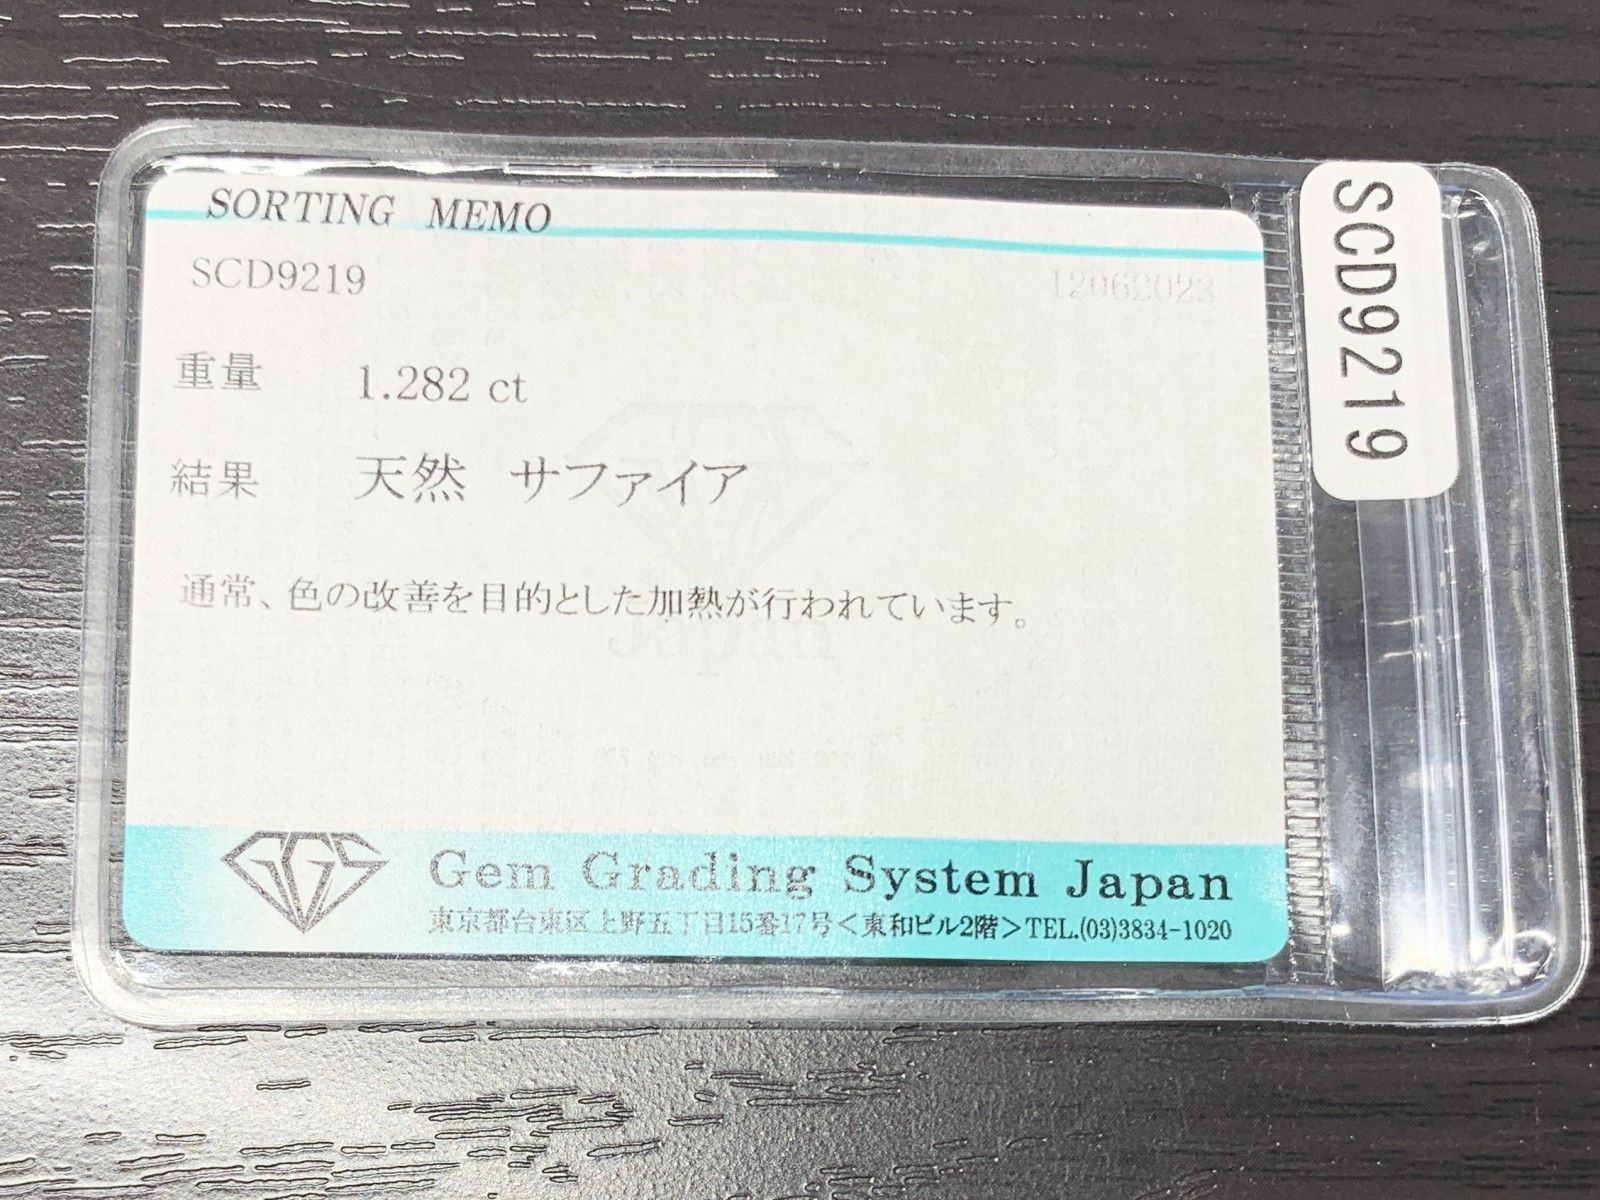 SORTING MEMO
SCD9219
12062023
重量 1.282 ct
結果 天然 サファイア
通常、色の改善を目的とした加熱が行われています。
Japan
GGS
Gem Grading System Japan
東京都台東区上野五丁目15番17号<東和ビル2階>TEL.(03)3834-1020
SCD9219